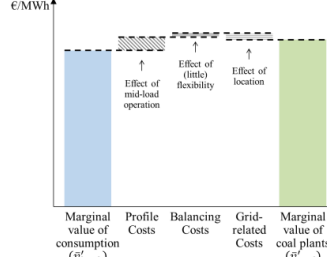 €/MWh
Effect of
mid-load
operation
Effect of
(little)
flexibility
Effect of
location
Marginal
value of
consumption
Profile
Costs
Balancing
Costs
Grid-
related
Costs
Marginal
value of
coal plants